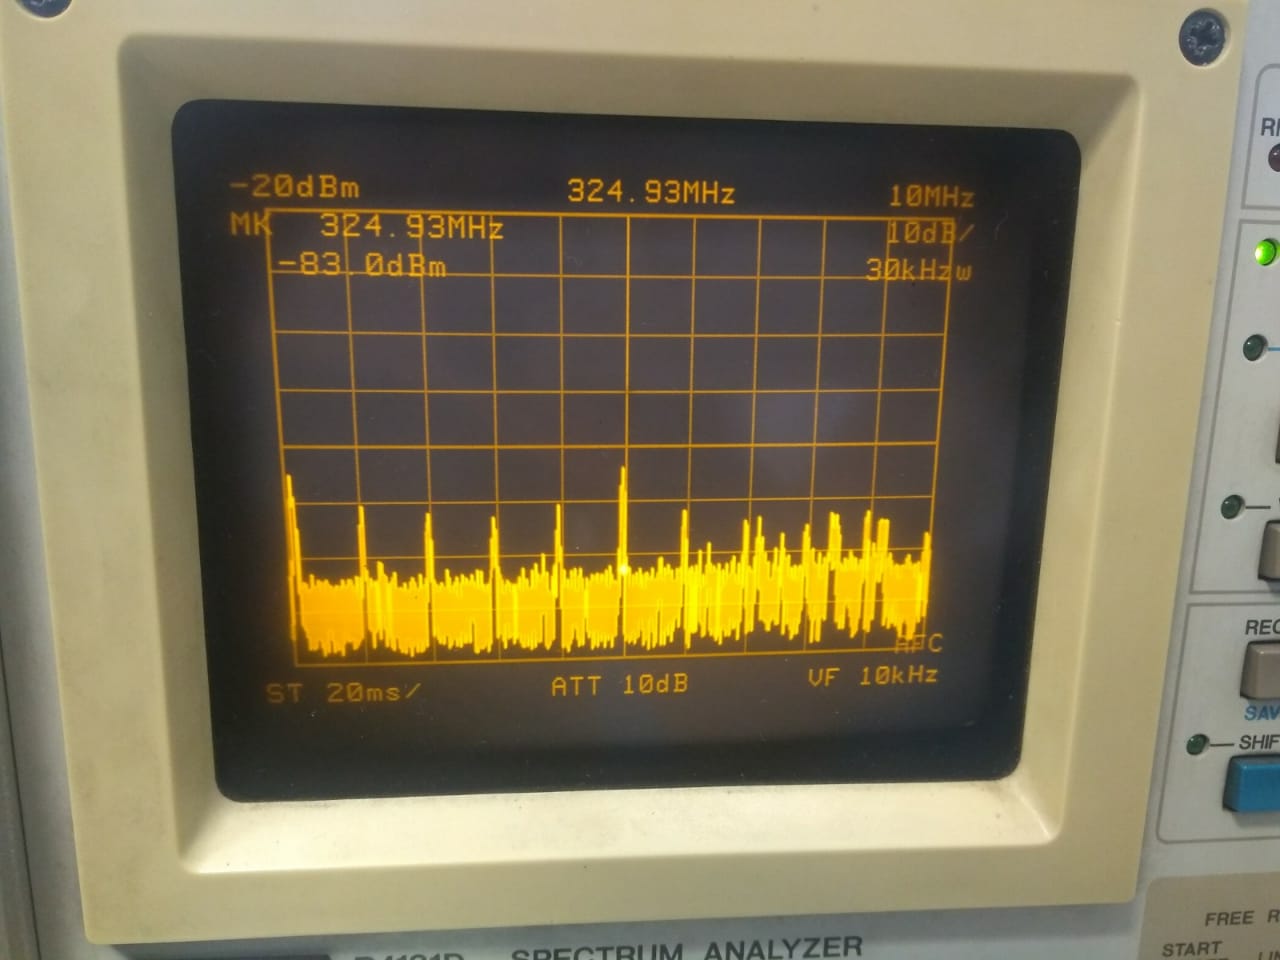 -20dBm 324.93MHz 10MHz
MK 324.93MHz 10dB/
-83.0dBm 30kHz w
AFC
ST 20ms/ ATT 10dB VF 10kHz
SPECTRUM ANALYZER
SHIF
FREE R
START